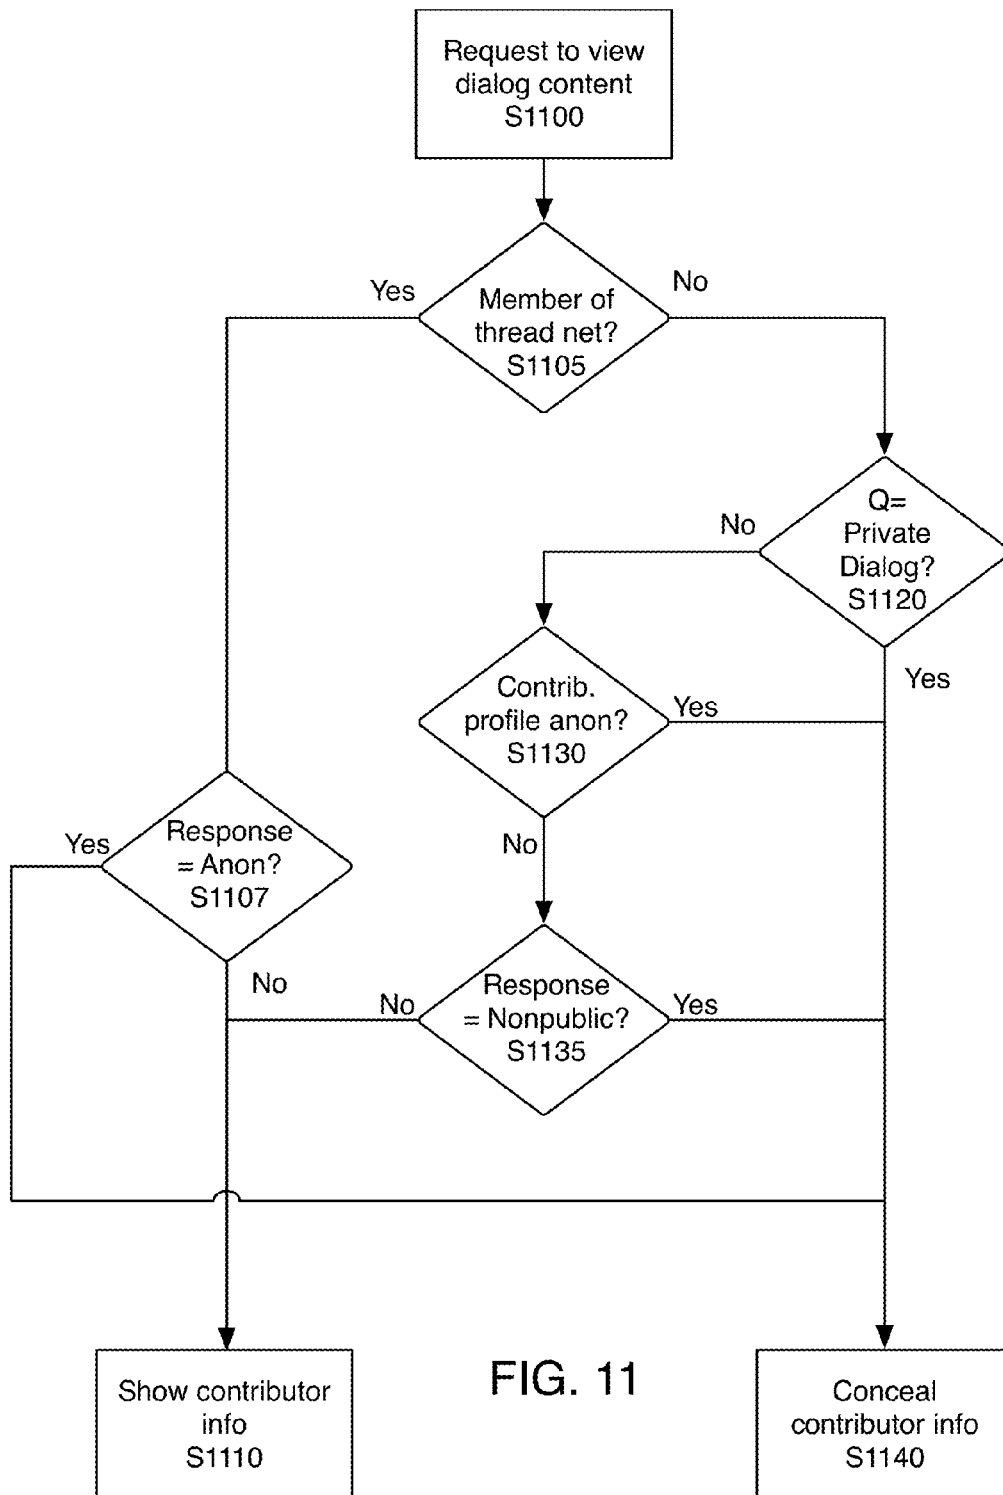 Request to view
dialog content
S1100
Yes
No
Member of
thread net?
S1105
Q=
Private
Dialog?
S1120
No
Yes
Contrib.
profile anon?
S1130
Yes
No
Yes
Response
= Anon?
S1107
No
Response
= Nonpublic?
S1135
No
Yes
Show contributor
info
S1110
FIG. 11
Conceal
contributor info
S1140